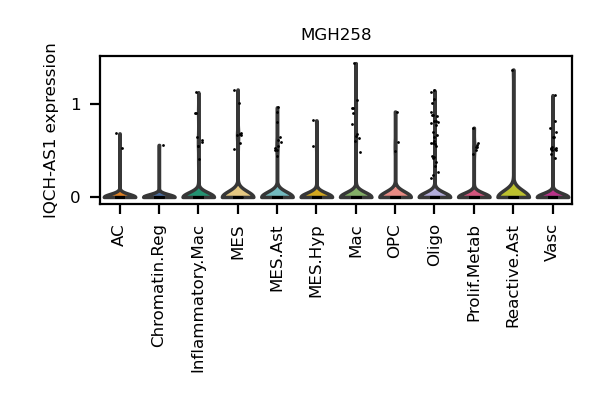 MGH258
IQCH-AS1 expression
1
0
AC
Chromatin.Reg
Inflammatory.Mac
MES
MES.Ast
MES.Hyp
Mac
OPC
Oligo
Prolif.Metab
Reactive.Ast
Vasc